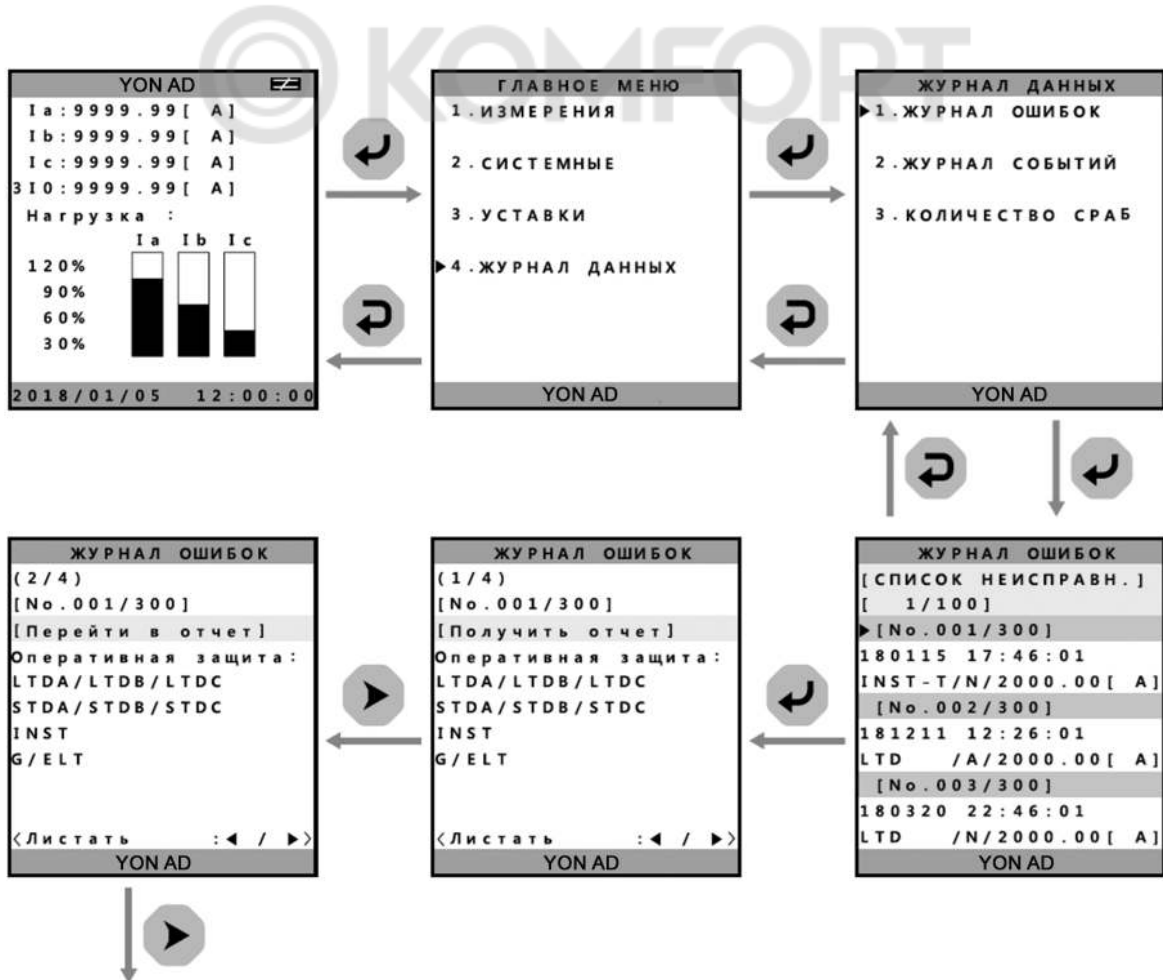 KOMFORT
YON AD
Ia:9999.99[ A]
Ib:9999.99[ A]
Ic:9999.99[ A]
3I0:9999.99[ A]
Нагрузка :
Ia Ib Ic
120%
90%
60%
30%
2018/01/05 12:00:00
ГЛАВНОЕ МЕНЮ
1.ИЗМЕРЕНИЯ
2.СИСТЕМНЫЕ
3.УСТАВКИ
▶4.ЖУРНАЛ ДАННЫХ
YON AD
ЖУРНАЛ ДАННЫХ
▶1.ЖУРНАЛ ОШИБОК
2.ЖУРНАЛ СОБЫТИЙ
3.КОЛИЧЕСТВО СРАБ
YON AD
ЖУРНАЛ ОШИБОК
(2/4)
[No.001/300]
[Перейти в отчет]
Оперативная защита:
LTDA/LTDB/LTDC
STDA/STDB/STDC
INST
G/ELT
<Листать :◀ / ▶>
YON AD
ЖУРНАЛ ОШИБОК
(1/4)
[No.001/300]
[Получить отчет]
Оперативная защита:
LTDA/LTDB/LTDC
STDA/STDB/STDC
INST
G/ELT
<Листать :◀ / ▶>
YON AD
ЖУРНАЛ ОШИБОК
[СПИСОК НЕИСПРАВН.]
[ 1/100]
▶[No.001/300]
180115 17:46:01
INST-T/N/2000.00[ A]
[No.002/300]
181211 12:26:01
LTD /A/2000.00[ A]
[No.003/300]
180320 22:46:01
LTD /N/2000.00[ A]
YON AD